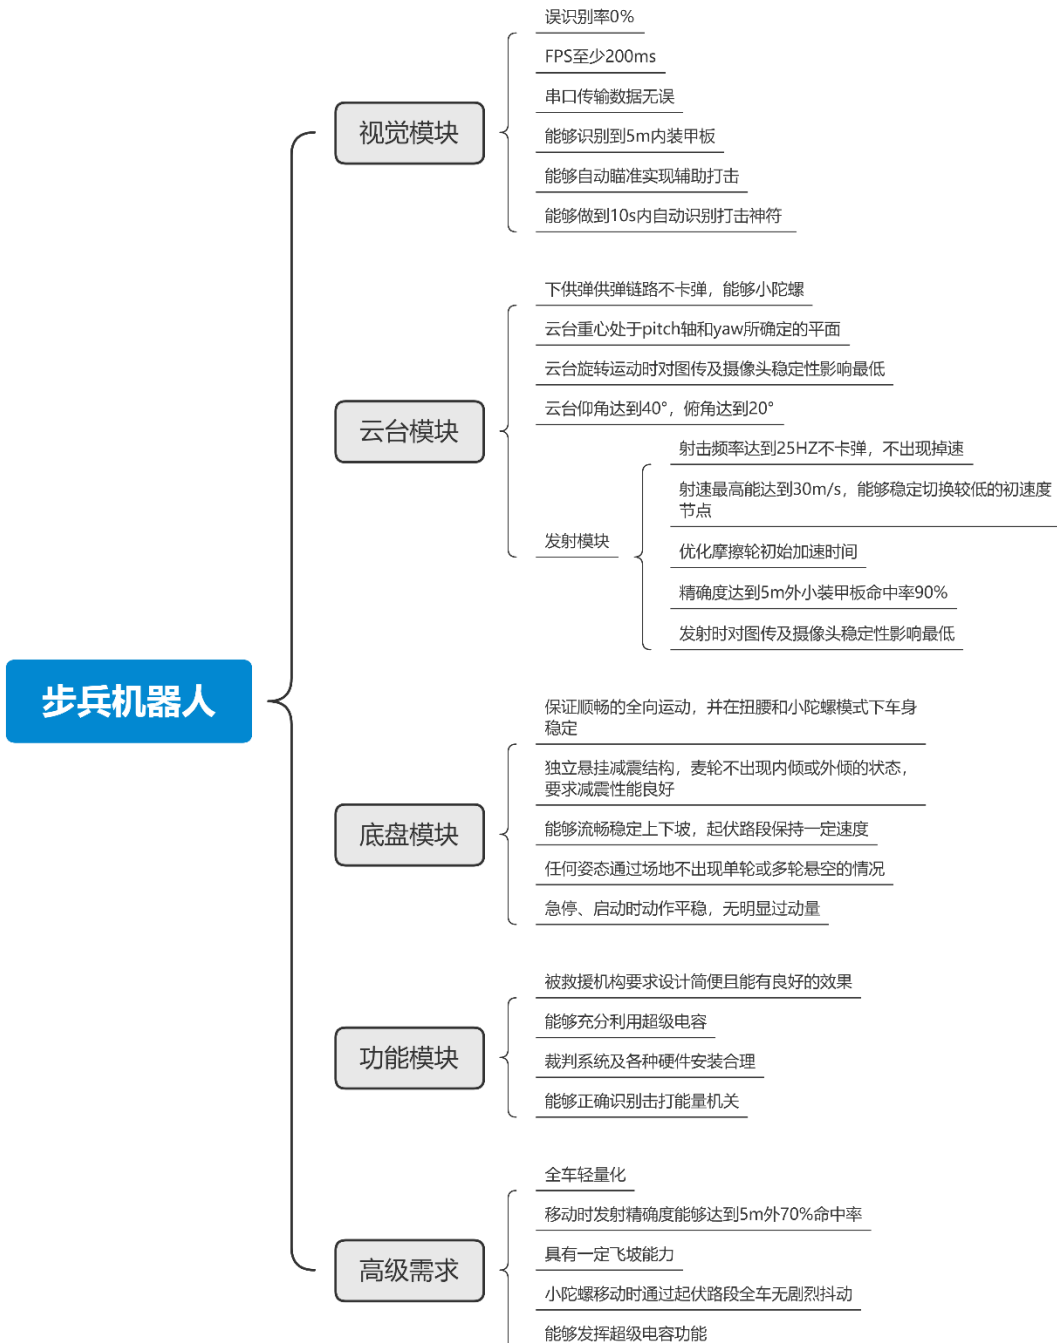 步兵机器人
视觉模块
误识别率0%
FPS至少200ms
串口传输数据无误
能够识别到5m内装甲板
能够自动瞄准实现辅助打击
能够做到10s内自动识别打击神符
云台模块
下供弹供弹链路不卡弹，能够小陀螺
云台重心处于pitch轴和yaw所确定的平面
云台旋转运动时对图传及摄像头稳定性影响最低
云台仰角达到40°，俯角达到20°
发射模块
射击频率达到25HZ不卡弹，不出现掉速
射速最高能达到30m/s，能够稳定切换较低的初速度
节点
优化摩擦轮初始加速时间
精确度达到5m外小装甲板命中率90%
发射时对图传及摄像头稳定性影响最低
底盘模块
保证顺畅的全向运动，并在扭腰和小陀螺模式下车身
稳定
独立悬挂减震结构，麦轮不出现内倾或外倾的状态，
要求减震性能良好
能够流畅稳定上下坡，起伏路段保持一定速度
任何姿态通过场地不出现单轮或多轮悬空的情况
急停、启动时动作平稳，无明显过动量
功能模块
被救援机构要求设计简便且能有良好的效果
能够充分利用超级电容
裁判系统及各种硬件安装合理
能够正确识别击打能量机关
高级需求
全车轻量化
移动时发射精确度能够达到5m外70%命中率
具有一定飞坡能力
小陀螺移动时通过起伏路段全车无剧烈抖动
能够发挥超级电容功能